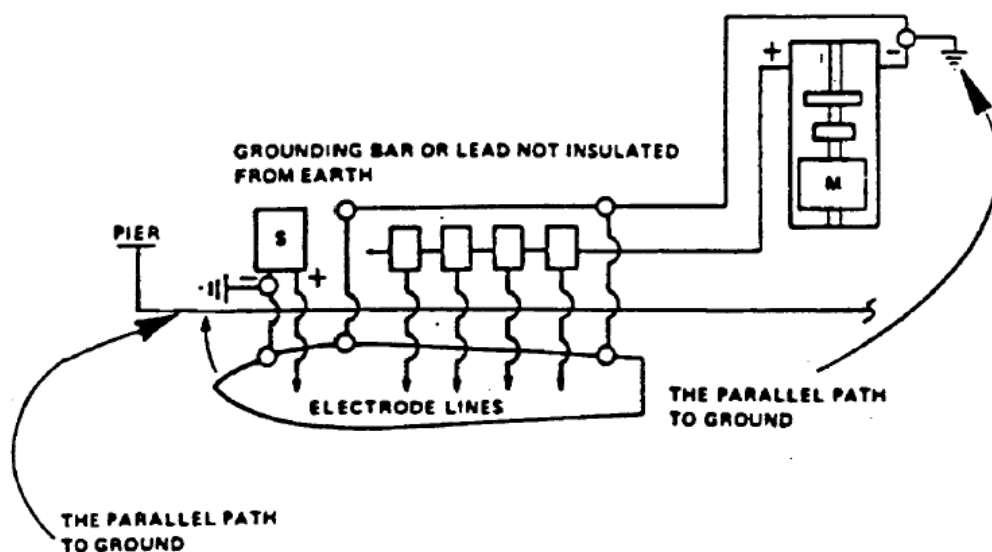 +
-
GROUNDING BAR OR LEAD NOT INSULATED
FROM EARTH
M
S
PIER
-
+
ELECTRODE LINES
THE PARALLEL PATH
TO GROUND
THE PARALLEL PATH
TO GROUND